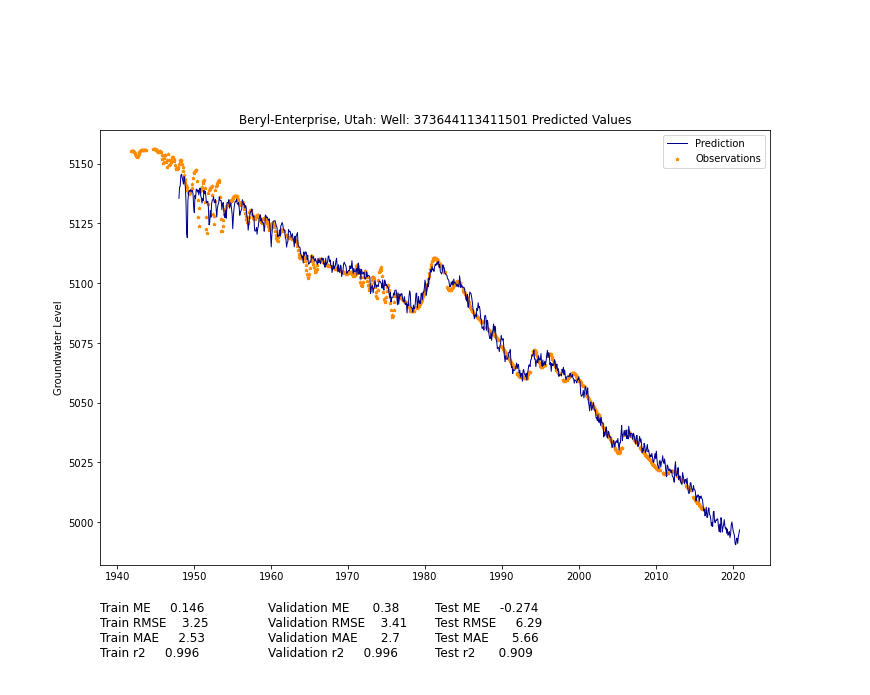 Beryl-Enterprise, Utah: Well: 373644113411501 Predicted Values
Prediction
Observations
Groundwater Level
5150
5125
5100
5075
5050
5025
5000
1940 1950 1960 1970 1980 1990 2000 2010 2020
Train ME 0.146 Validation ME 0.38 Test ME -0.274
Train RMSE 3.25 Validation RMSE 3.41 Test RMSE 6.29
Train MAE 2.53 Validation MAE 2.7 Test MAE 5.66
Train r2 0.996 Validation r2 0.996 Test r2 0.909